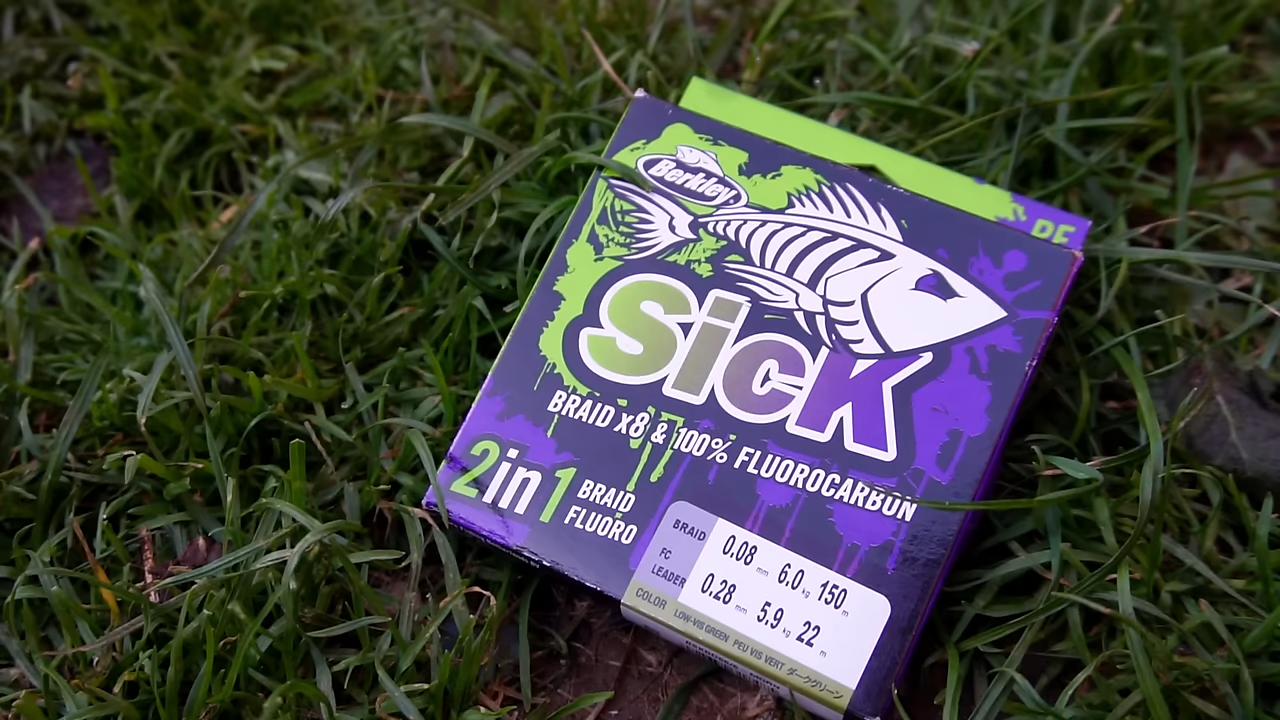 PE
Berkley
Sick
BRAID x8 & 100% FLUOROCARBON
2in1 BRAID FLUORO
BRAID 0.08 mm 6.0 kg 150 m
FC LEADER 0.28 mm 5.9 kg 22 m
COLOR LOW-VIS GREEN PEU VIS VERT ダークグリーン